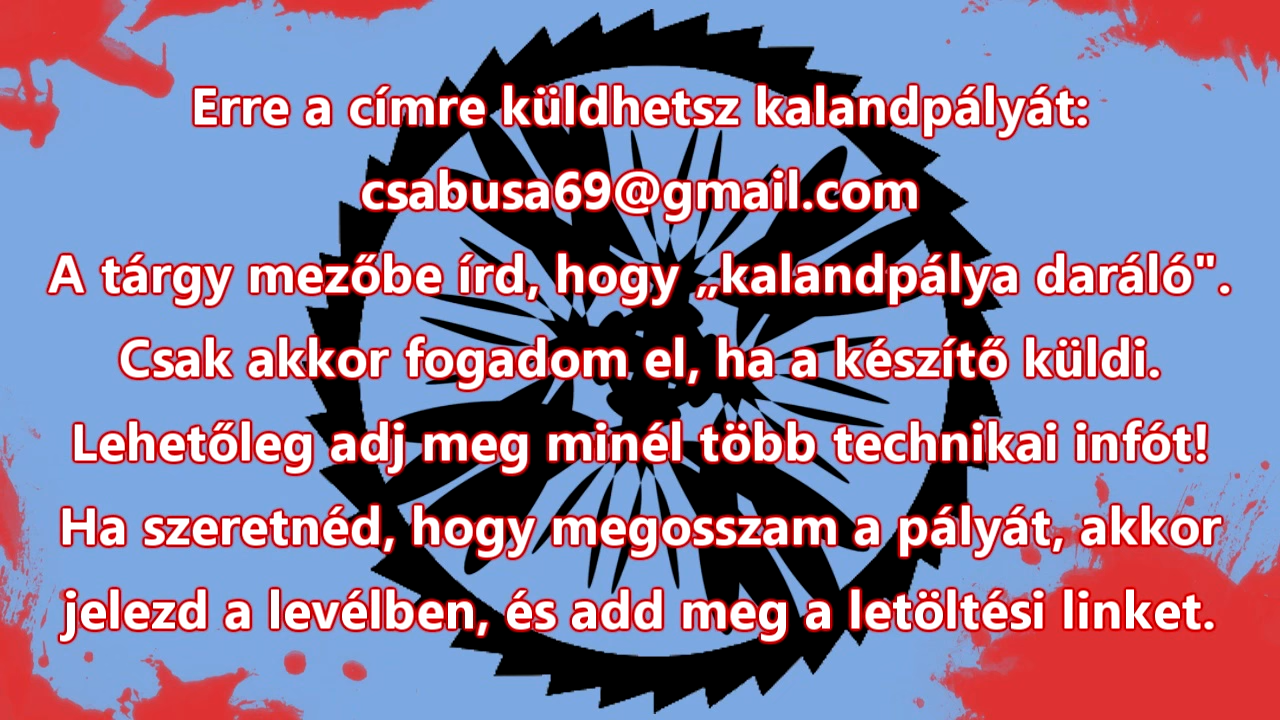 Erre a címre küldhetsz kalandpályát:
csabusa69@gmail.com
A tárgy mezőbe írd, hogy „kalandpálya daráló".
Csak akkor fogadom el, ha a készítő küldi.
Lehetőleg adj meg minél több technikai infót!
Ha szeretnéd, hogy megosszam a pályát, akkor
jelezd a levélben, és add meg a letöltési linket.